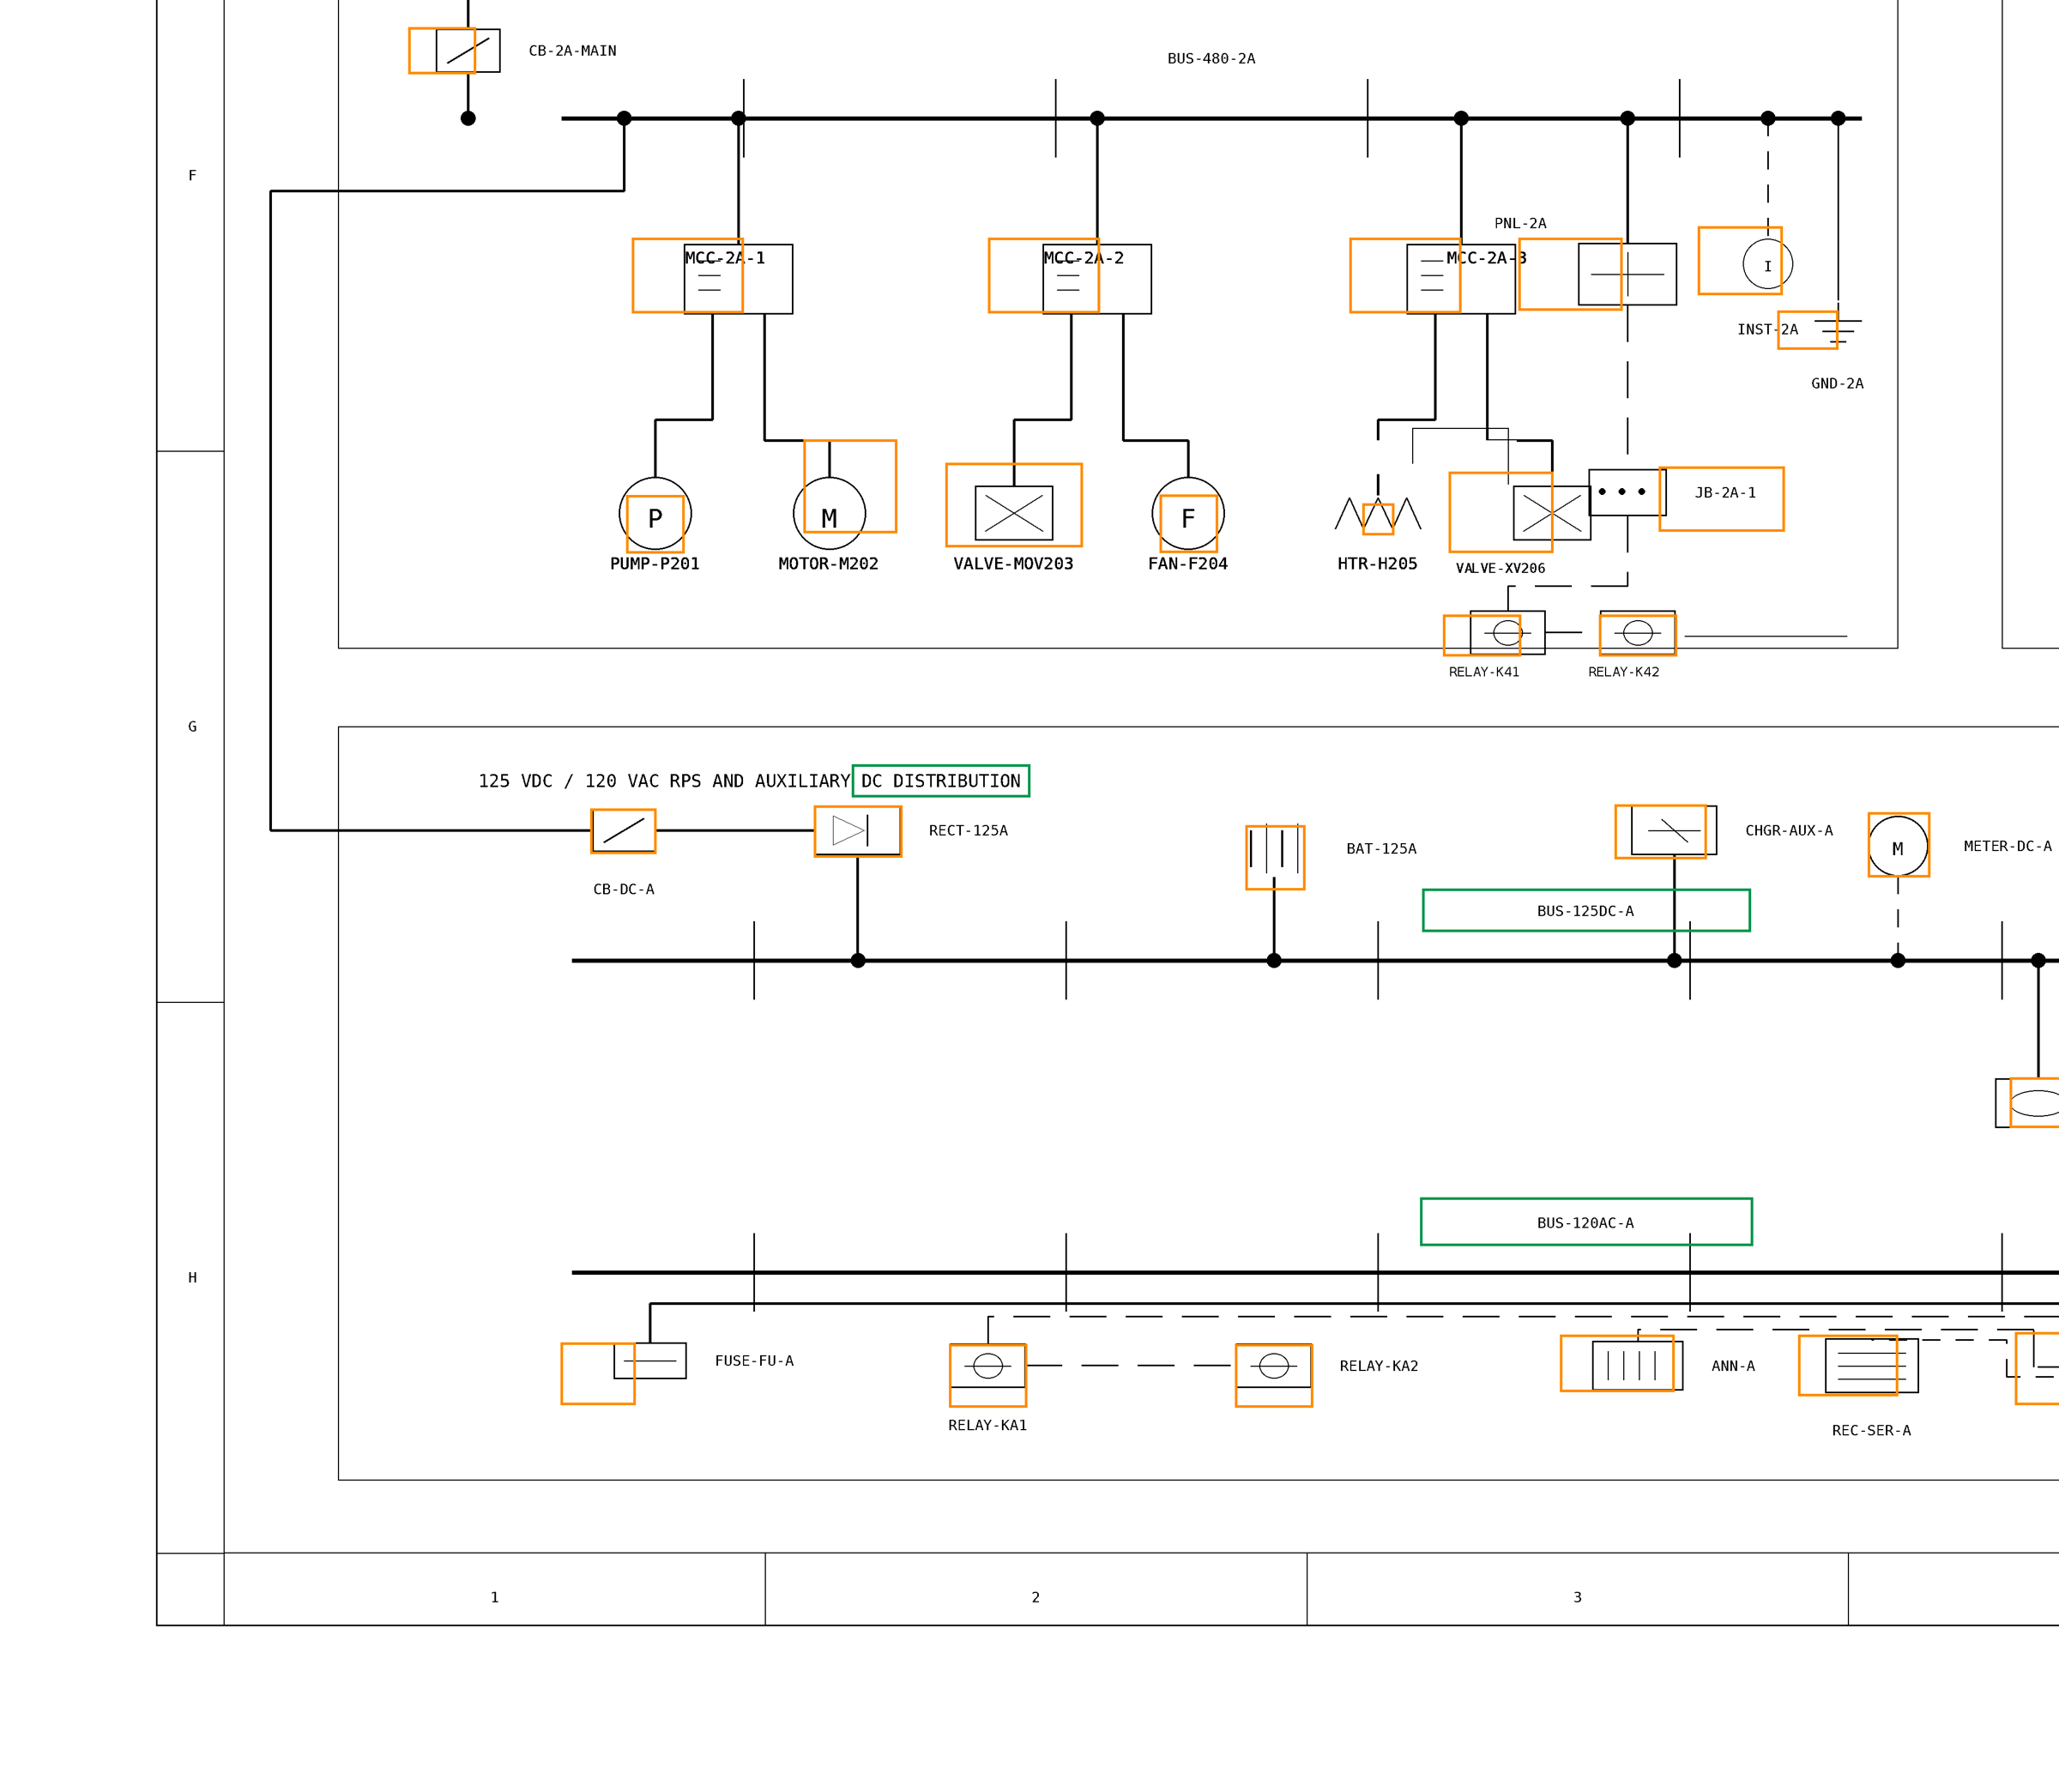 CB-2A-MAIN
BUS-480-2A
F
PNL-2A
MCC-2A-1
MCC-2A-2
MCC-2A-3
I
INST-2A
GND-2A
JB-2A-1
P
M
F
PUMP-P201
MOTOR-M202
VALVE-MOV203
FAN-F204
HTR-H205
VALVE-XV206
RELAY-K41
RELAY-K42
G
125 VDC / 120 VAC RPS AND AUXILIARY DC DISTRIBUTION
RECT-125A
CHGR-AUX-A
BAT-125A
M
METER-DC-A
CB-DC-A
BUS-125DC-A
BUS-120AC-A
H
FUSE-FU-A
RELAY-KA2
ANN-A
RELAY-KA1
REC-SER-A
1
2
3